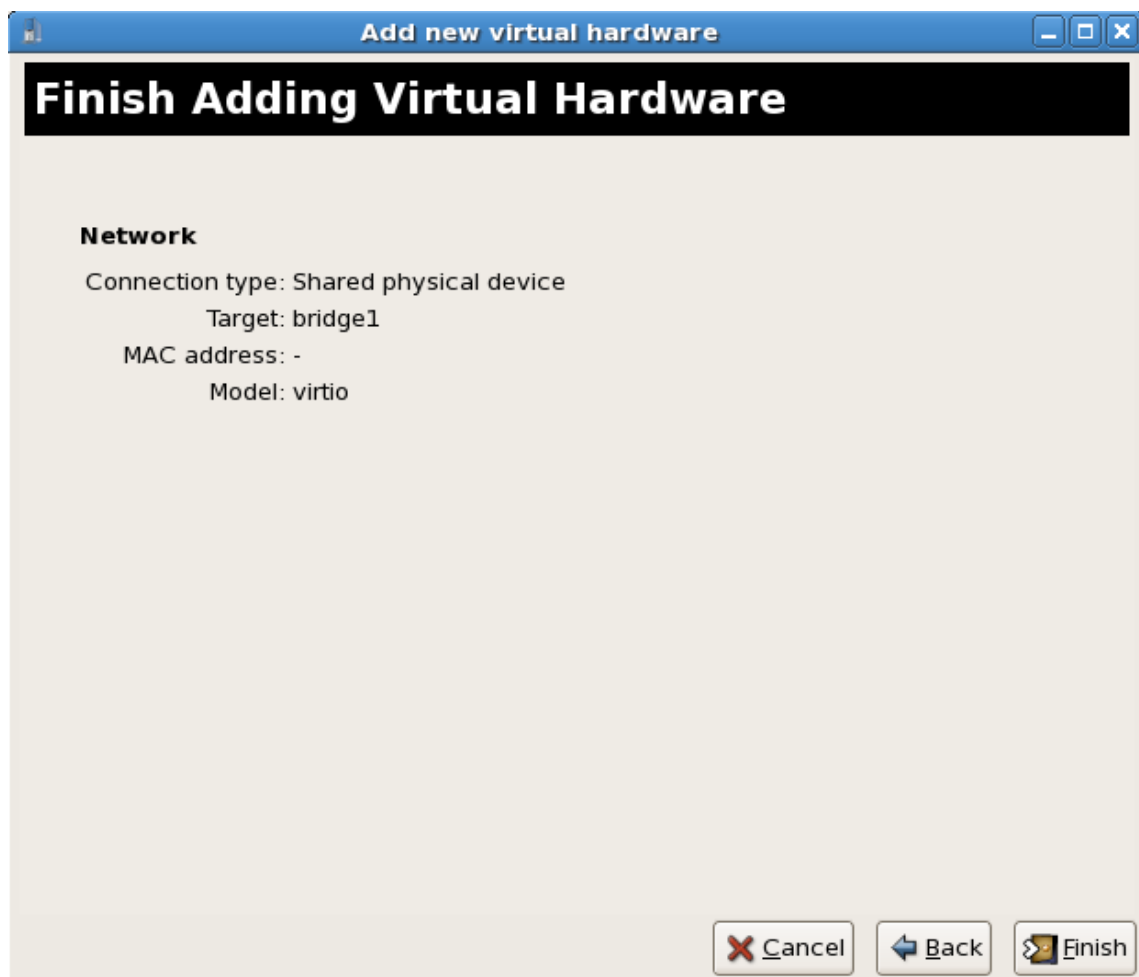 Add new virtual hardware
Finish Adding Virtual Hardware
Network
Connection type: Shared physical device
Target: bridge1
MAC address: -
Model: virtio
Cancel Back Finish